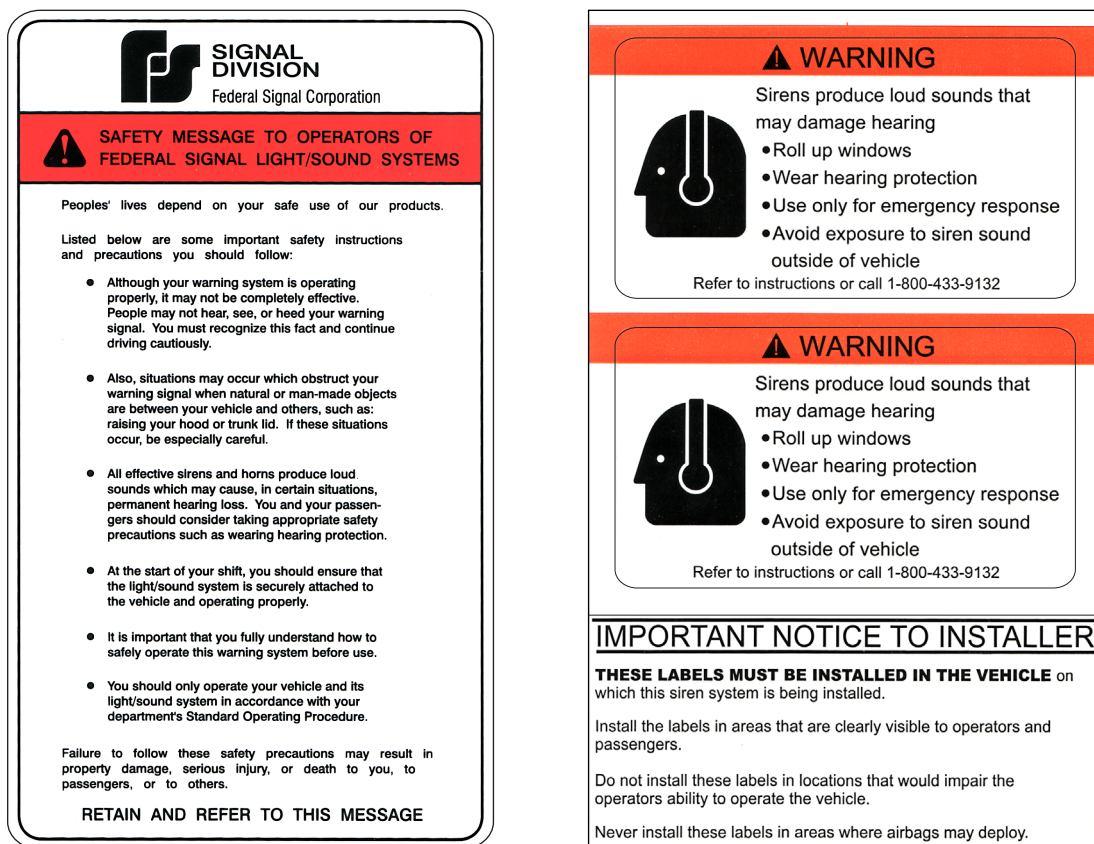 SIGNAL
DIVISION
Federal Signal Corporation
SAFETY MESSAGE TO OPERATORS OF
FEDERAL SIGNAL LIGHT/SOUND SYSTEMS
Peoples' lives depend on your safe use of our products.
Listed below are some important safety instructions
and precautions you should follow:
● Although your warning system is operating
properly, it may not be completely effective.
People may not hear, see, or heed your warning
signal. You must recognize this fact and continue
driving cautiously.
● Also, situations may occur which obstruct your
warning signal when natural or man-made objects
are between your vehicle and others, such as:
raising your hood or trunk lid. If these situations
occur, be especially careful.
● All effective sirens and horns produce loud
sounds which may cause, in certain situations,
permanent hearing loss. You and your passen-
gers should consider taking appropriate safety
precautions such as wearing hearing protection.
● At the start of your shift, you should ensure that
the light/sound system is securely attached to
the vehicle and operating properly.
● It is important that you fully understand how to
safely operate this warning system before use.
● You should only operate your vehicle and its
light/sound system in accordance with your
department's Standard Operating Procedure.
Failure to follow these safety precautions may result in
property damage, serious injury, or death to you, to
passengers, or to others.
RETAIN AND REFER TO THIS MESSAGE
WARNING
Sirens produce loud sounds that
may damage hearing
●Roll up windows
●Wear hearing protection
●Use only for emergency response
●Avoid exposure to siren sound
outside of vehicle
Refer to instructions or call 1-800-433-9132
WARNING
Sirens produce loud sounds that
may damage hearing
●Roll up windows
●Wear hearing protection
●Use only for emergency response
●Avoid exposure to siren sound
outside of vehicle
Refer to instructions or call 1-800-433-9132
IMPORTANT NOTICE TO INSTALLER
THESE LABELS MUST BE INSTALLED IN THE VEHICLE on
which this siren system is being installed.
Install the labels in areas that are clearly visible to operators and
passengers.
Do not install these labels in locations that would impair the
operators ability to operate the vehicle.
Never install these labels in areas where airbags may deploy.